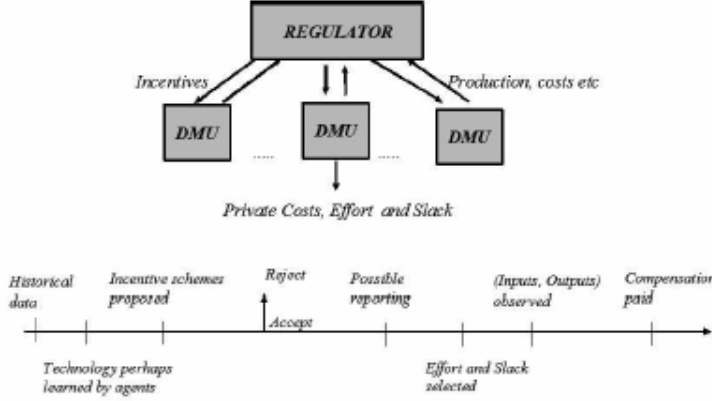 REGULATOR
Incentives
Production, costs etc
DMU
DMU
DMU
.....
.....
Private Costs, Effort and Slack
Historical
data
Incentive schemes
proposed
Reject
Accept
Possible
reporting
(Inputs, Outputs)
observed
Compensation
paid
Technology perhaps
learned by agents
Effort and Slack
selected